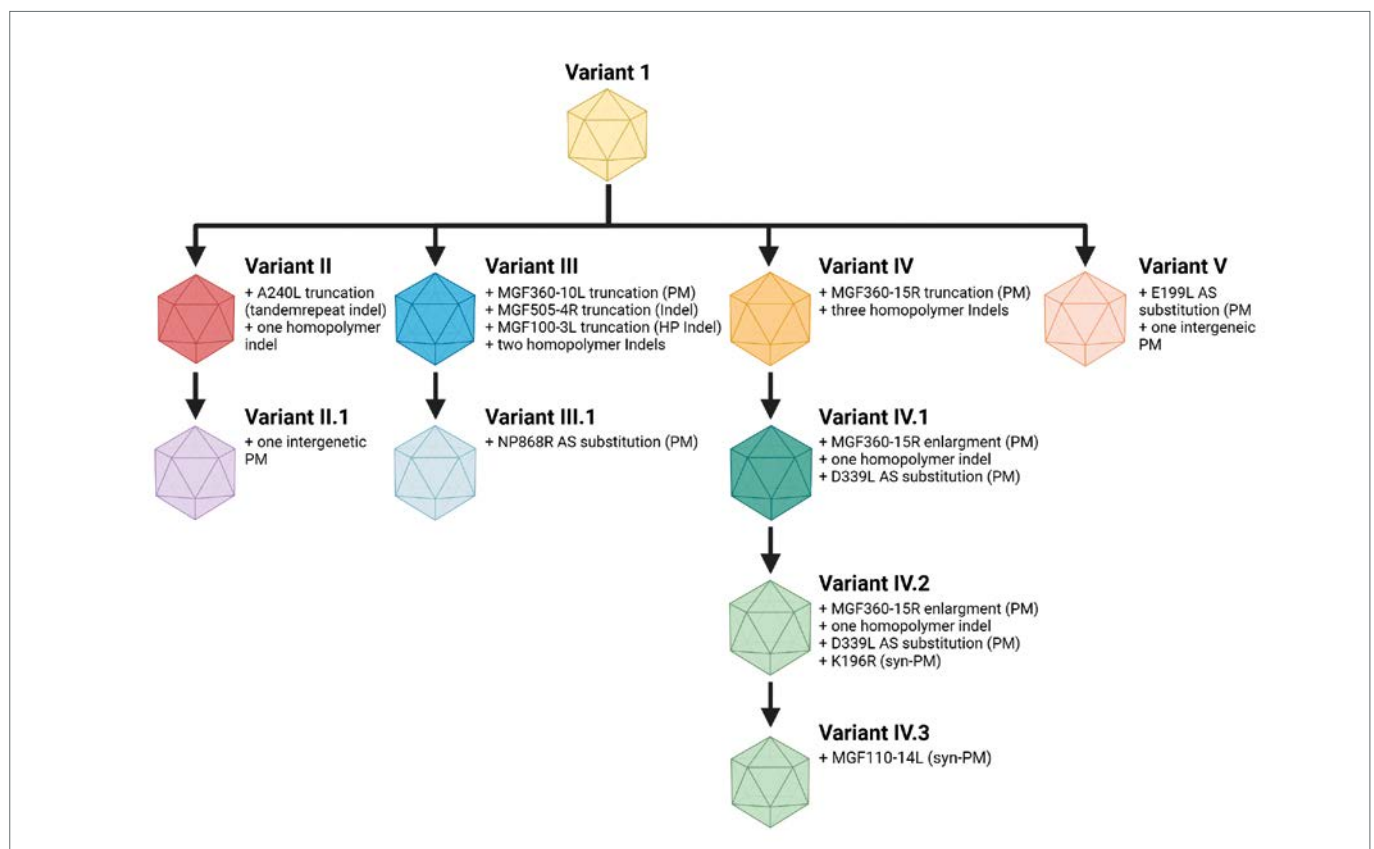 Variant 1
Variant II
+ A240L truncation
(tandemrepeat indel)
+ one homopolymer
indel
Variant III
+ MGF360-10L truncation (PM)
+ MGF505-4R truncation (Indel)
+ MGF100-3L truncation (HP Indel)
+ two homopolymer Indels
Variant IV
+ MGF360-15R truncation (PM)
+ three homopolymer Indels
Variant V
+ E199L AS
substitution (PM
+ one intergeneic
PM
Variant II.1
+ one intergenetic
PM
Variant III.1
+ NP868R AS substitution (PM)
Variant IV.1
+ MGF360-15R enlargment (PM)
+ one homopolymer indel
+ D339L AS substitution (PM)
Variant IV.2
+ MGF360-15R enlargment (PM)
+ one homopolymer indel
+ D339L AS substitution (PM)
+ K196R (syn-PM)
Variant IV.3
+ MGF110-14L (syn-PM)